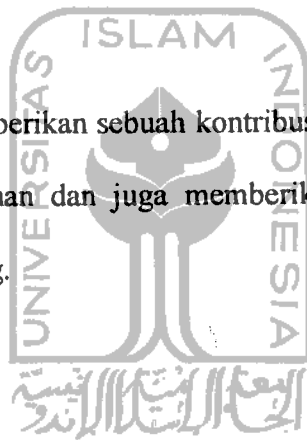 ISLAM
UNIVERSITAS
INDONESIA
berikan sebuah kontribus
nan dan juga memberik
g.